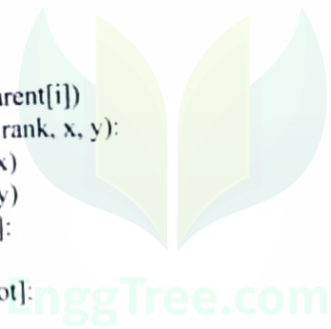 arent[i])
rank, x, y):
x)
y)
]:
ot]:
EnggTree.com